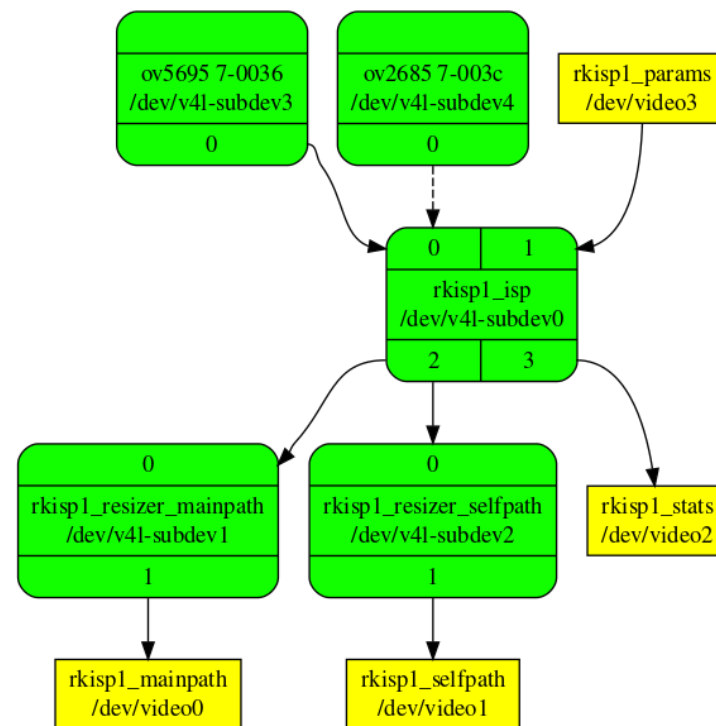 ov5695 7-0036
/dev/v4l-subdev3
0
ov2685 7-003c
/dev/v4l-subdev4
0
rkisp1_params
/dev/video3
0 1
rkisp1_isp
/dev/v4l-subdev0
2 3
0
rkisp1_resizer_mainpath
/dev/v4l-subdev1
1
0
rkisp1_resizer_selfpath
/dev/v4l-subdev2
1
rkisp1_stats
/dev/video2
rkisp1_mainpath
/dev/video0
rkisp1_selfpath
/dev/video1